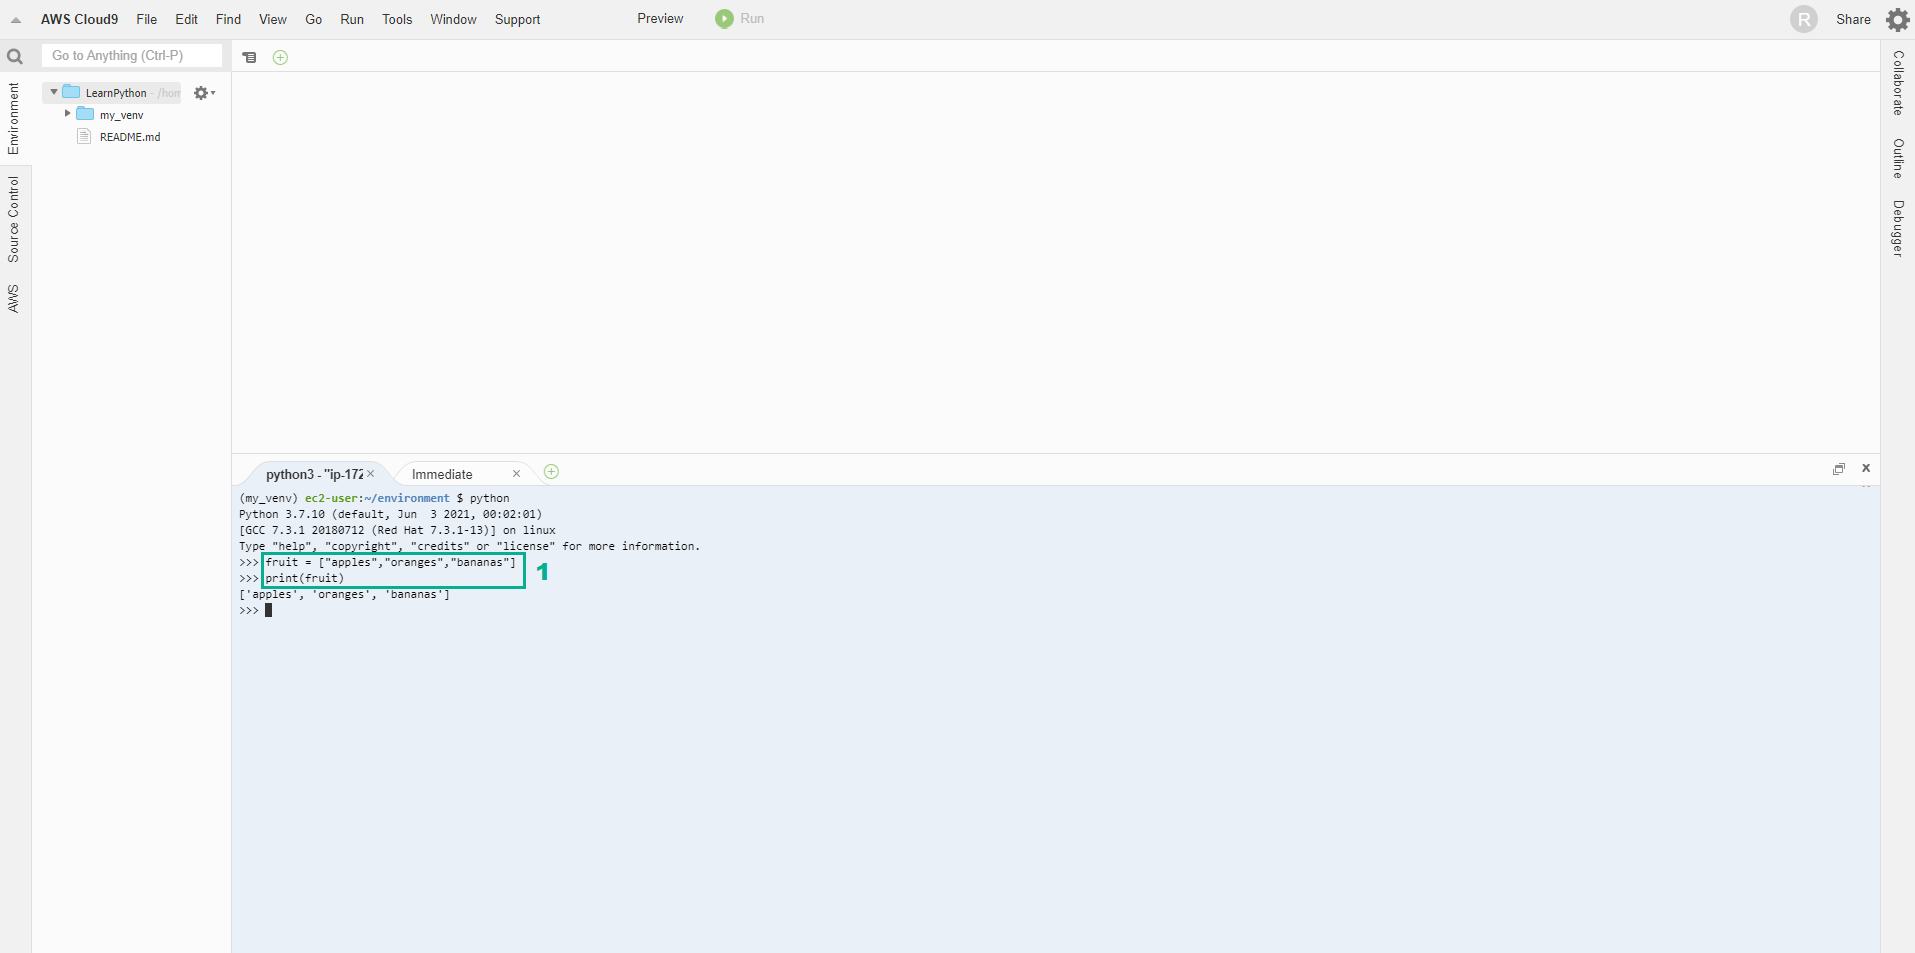 AWS Cloud9 File Edit Find View Go Run Tools Window Support Preview Run R Share
Go to Anything (Ctrl-P)
Environment
Source Control
AWS
LearnPython - /hom
my_venv
README.md
Collaborate
Outline
Debugger
python3 - "ip-172 × Immediate ×
(my_venv) ec2-user:~/environment $ python
Python 3.7.10 (default, Jun  3 2021, 00:02:01)
[GCC 7.3.1 20180712 (Red Hat 7.3.1-13)] on linux
Type "help", "copyright", "credits" or "license" for more information.
>>> fruit = ["apples","oranges","bananas"]
>>> print(fruit)
1
['apples', 'oranges', 'bananas']
>>>